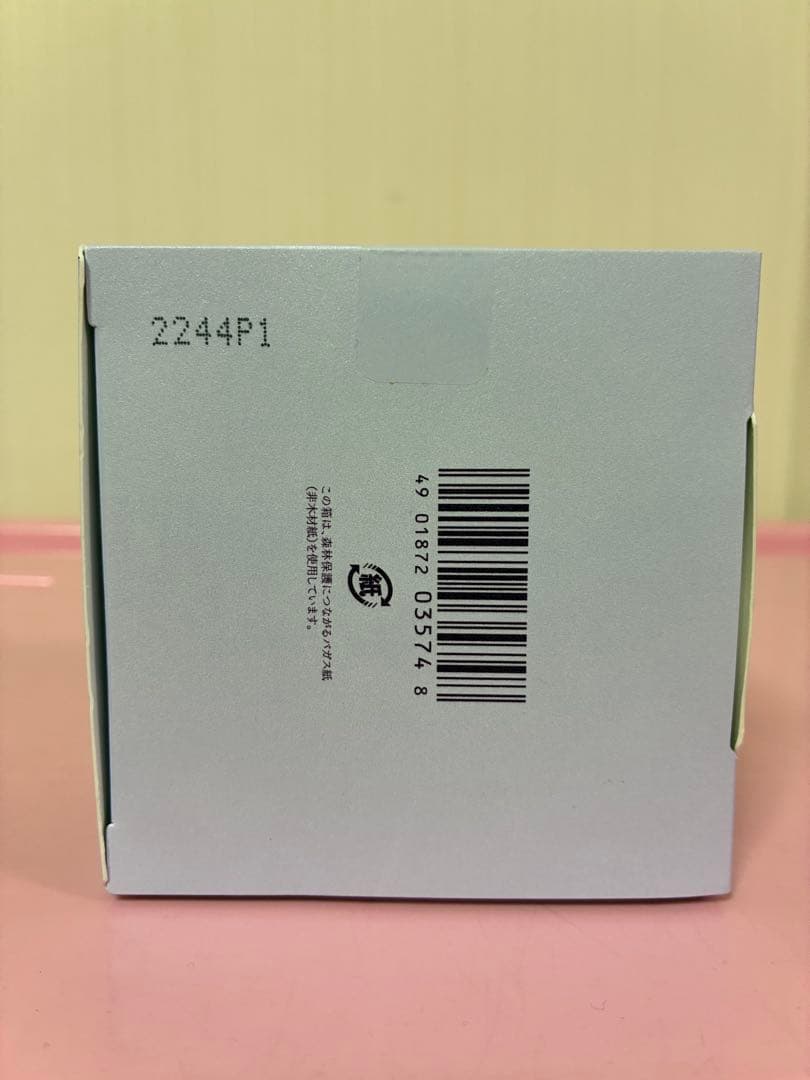 2244P1
49 01872 03574 8
紙
この箱は、森林保護につながるバガス紙
(非木材紙)を使用しています。